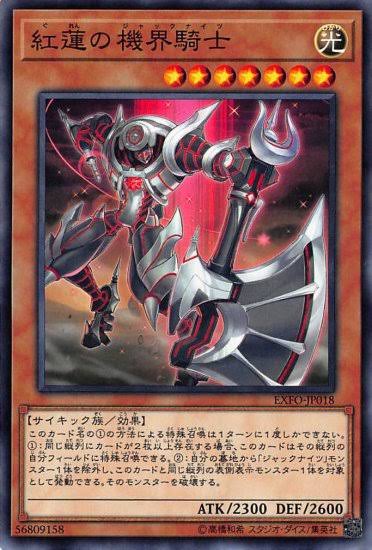 紅蓮の機界騎士
ぐれん ジャックナイツ
光
ひかり
EXFO-JP018
【サイキック族／効果】
このカード名の①の方法による特殊召喚は１ターンに１度しかできない。
①：同じ縦列にカードが２枚以上存在する場合、このカードはその縦列の
自分フィールドに特殊召喚できる。②：自分の墓地から「ジャックナイツ」モン
スター１体を除外し、このカードと同じ縦列の表側表示モンスター１体を対象
として発動できる。そのモンスターを破壊する。
ATK/2300 DEF/2600
56809158
©高橋和希 スタジオ・ダイス/集英社